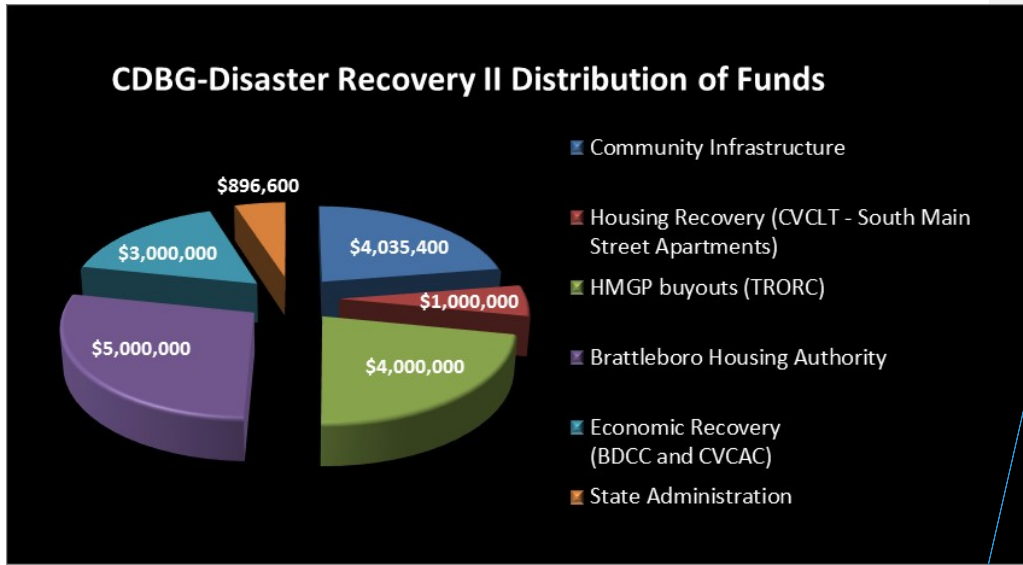 CDBG-Disaster Recovery II Distribution of Funds
$896,600
$4,035,400
$3,000,000
$1,000,000
$5,000,000
$4,000,000
Community Infrastructure
Housing Recovery (CVCLT - South Main
Street Apartments)
HMGP buyouts (TRORC)
Brattleboro Housing Authority
Economic Recovery
(BDCC and CVCAC)
State Administration